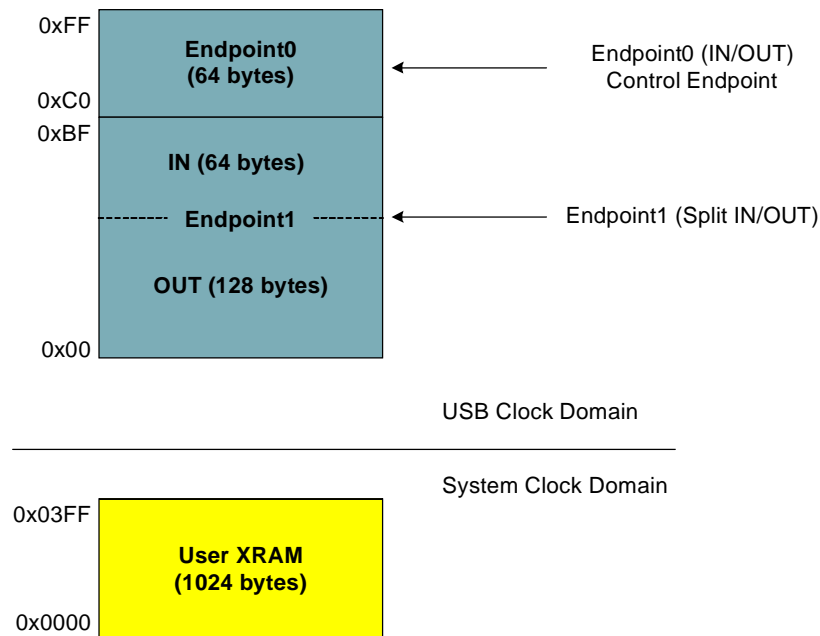 0xFF
Endpoint0
(64 bytes)
Endpoint0 (IN/OUT)
Control Endpoint
0xC0
0xBF
IN (64 bytes)
Endpoint1
Endpoint1 (Split IN/OUT)
OUT (128 bytes)
0x00
USB Clock Domain
System Clock Domain
0x03FF
User XRAM
(1024 bytes)
0x0000